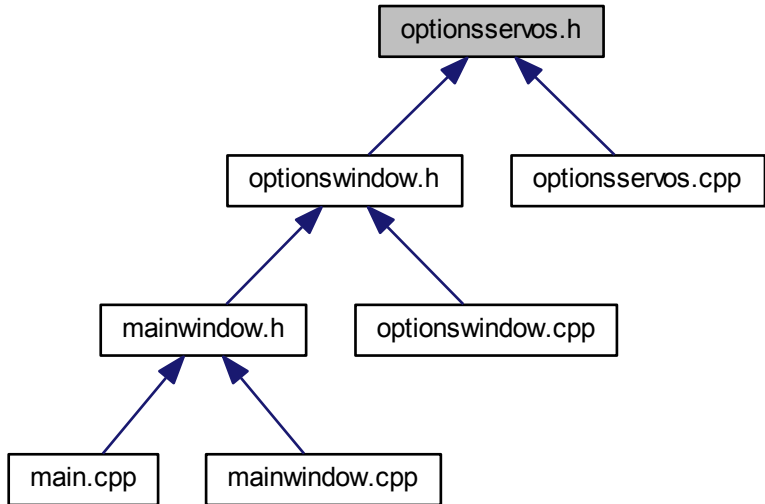 optionsservos.h
optionswindow.h
optionsservos.cpp
mainwindow.h
optionswindow.cpp
main.cpp
mainwindow.cpp